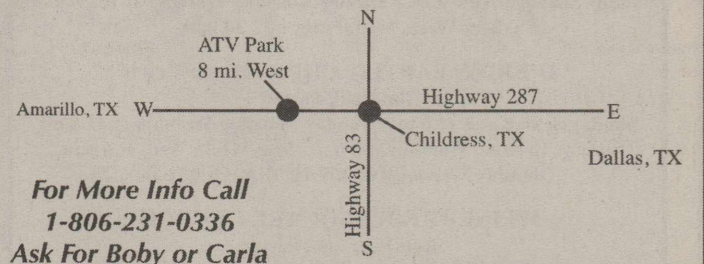 N
ATV Park
8 mi. West
Amarillo, TX W
Highway 287
E
Childress, TX
Dallas, TX
Highway 83
S
For More Info Call
1-806-231-0336
Ask For Boby or Carla